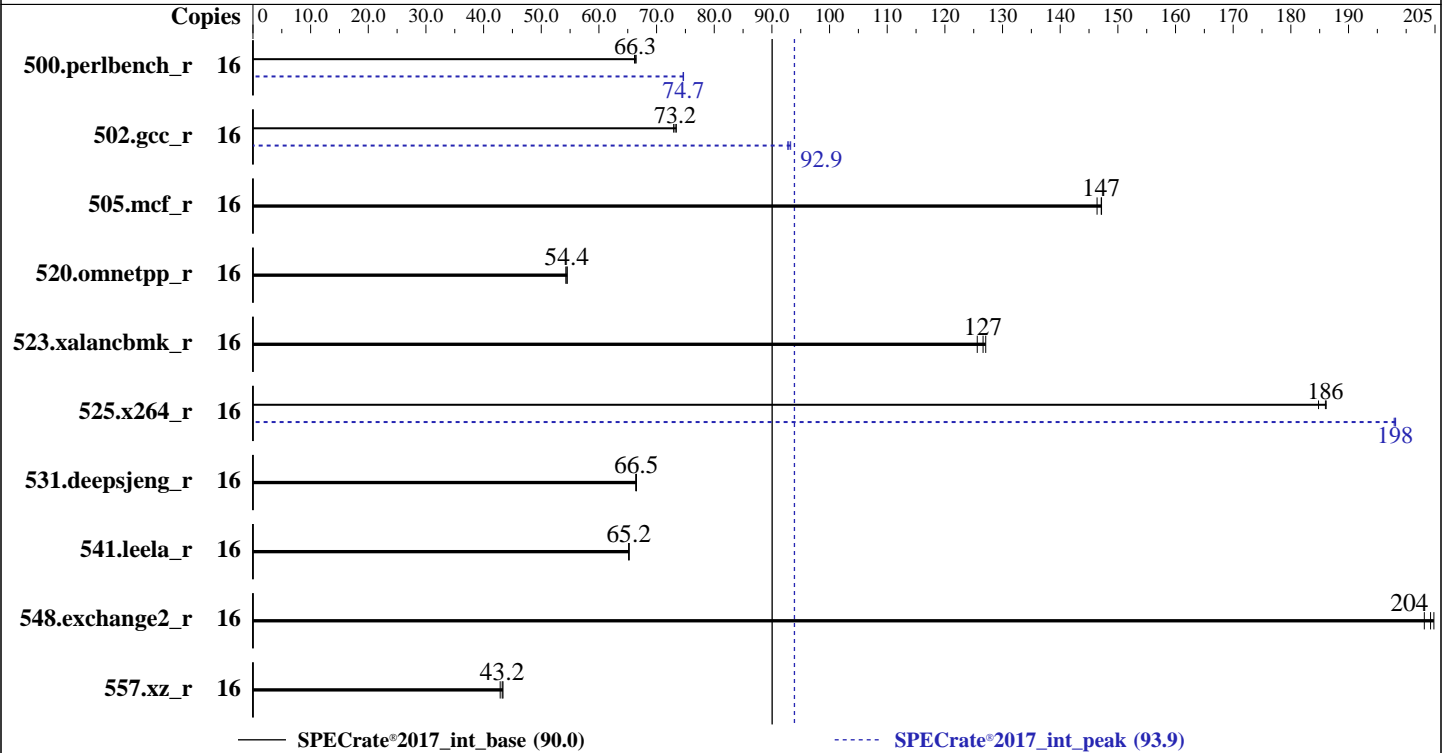 Copies 0 10.0 20.0 30.0 40.0 50.0 60.0 70.0 80.0 90.0 100 110 120 130 140 150 160 170 180 190 205
66.3
500.perlbench_r 16
74.7
73.2
502.gcc_r 16
92.9
147
505.mcf_r 16
54.4
520.omnetpp_r 16
127
523.xalancbmk_r 16
186
525.x264_r 16
198
66.5
531.deepsjeng_r 16
65.2
541.leela_r 16
204
548.exchange2_r 16
43.2
557.xz_r 16
SPECrate®2017_int_base (90.0) SPECrate®2017_int_peak (93.9)